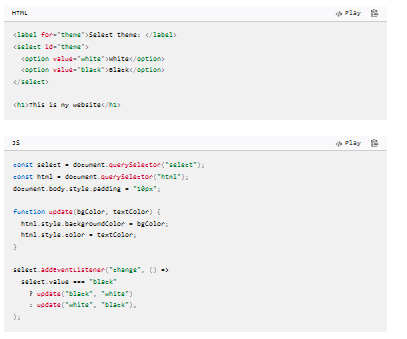 HTML
Play
<label for="theme">Select theme: </label>
<select id="theme">
  <option value="white">White</option>
  <option value="black">Black</option>
</select>

<h1>This is my website</h1>
JS
Play
const select = document.querySelector("select");
const html = document.querySelector("html");
document.body.style.padding = "10px";

function update(bgColor, textColor) {
  html.style.backgroundColor = bgColor;
  html.style.color = textColor;
}

select.addEventListener("change", () =>
  select.value === "black"
    ? update("black", "white")
    : update("white", "black"),
);